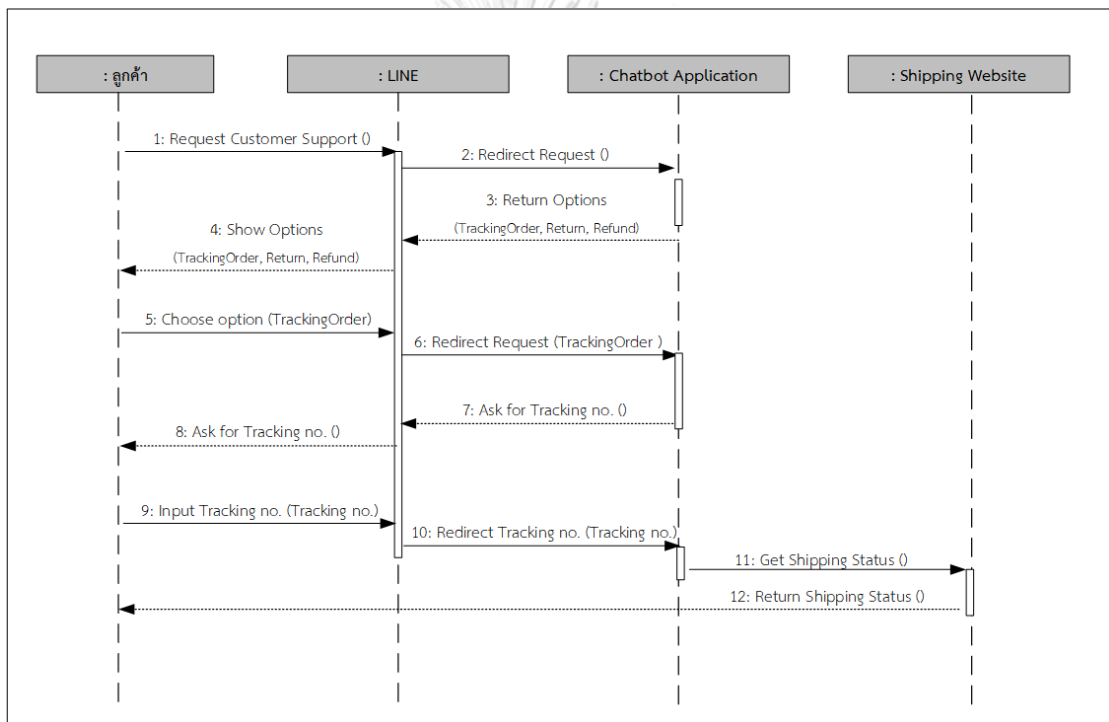 : ลูกค้า
: LINE
: Chatbot Application
: Shipping Website
1: Request Customer Support ()
2: Redirect Request ()
3: Return Options
(TrackingOrder, Return, Refund)
4: Show Options
(TrackingOrder, Return, Refund)
5: Choose option (TrackingOrder)
6: Redirect Request (TrackingOrder )
7: Ask for Tracking no. ()
8: Ask for Tracking no. ()
9: Input Tracking no. (Tracking no.)
10: Redirect Tracking no. (Tracking no.)
11: Get Shipping Status ()
12: Return Shipping Status ()